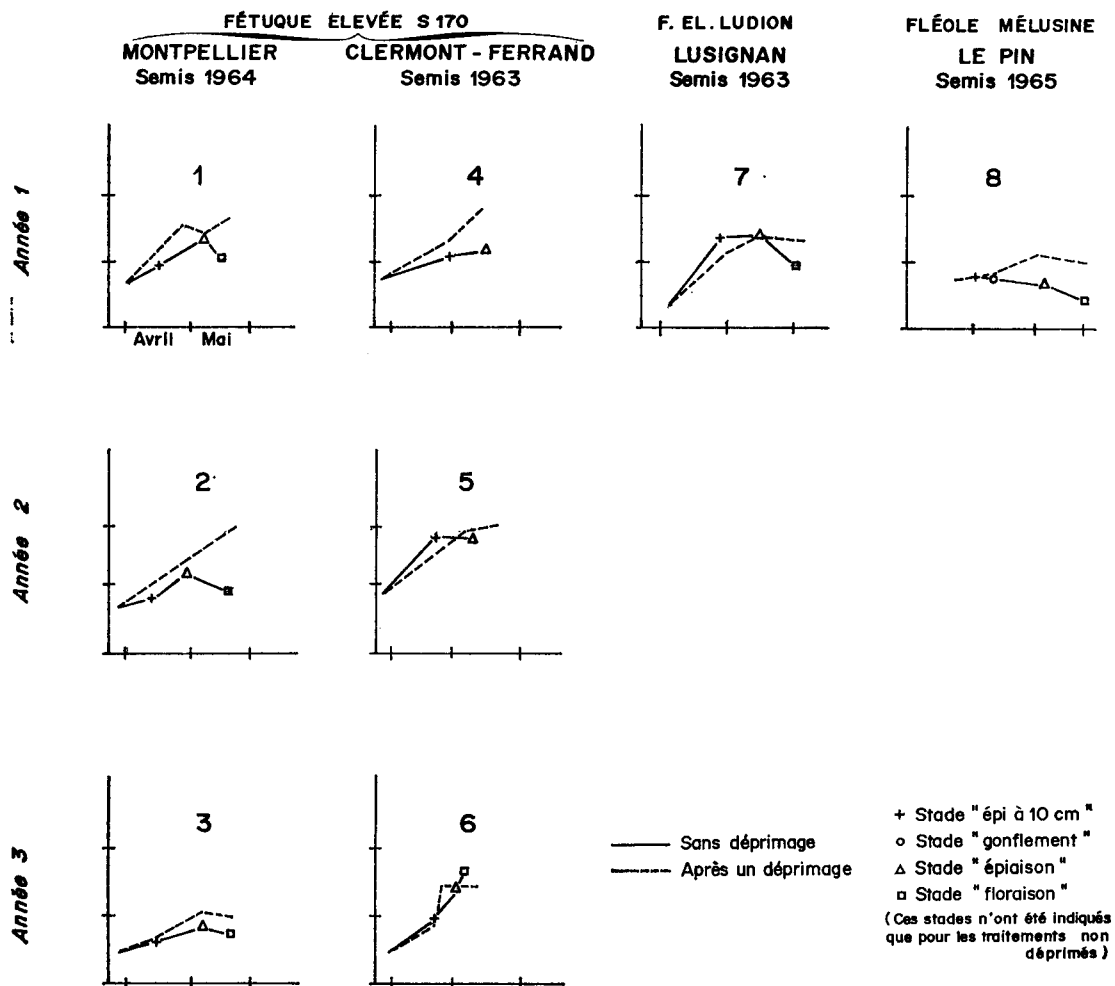 FÉTUQUE ÉLEVÉE S 170
MONTPELLIER
Semis 1964
CLERMONT - FERRAND
Semis 1963
F. EL. LUDION
LUSIGNAN
Semis 1963
FLÉOLE MÉLUSINE
LE PIN
Semis 1965
Année 1
1
4
7
8
Avril Mai
Année 2
2
5
Année 3
3
6
Sans déprimage
Après un déprimage
Stade "épi à 10 cm"
Stade "gonflement"
Stade "épiaison"
Stade "floraison"
(Ces stades n'ont été indiqués
que pour les traitements non
déprimés)